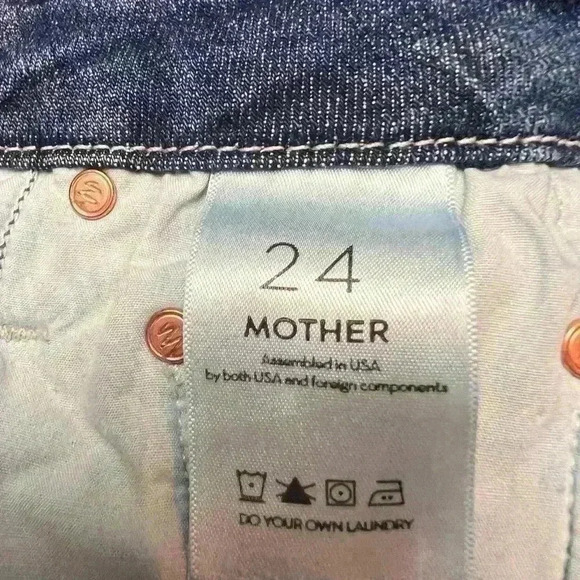 24
MOTHER
Assembled in USA
by both USA and foreign components
DO YOUR OWN LAUNDRY